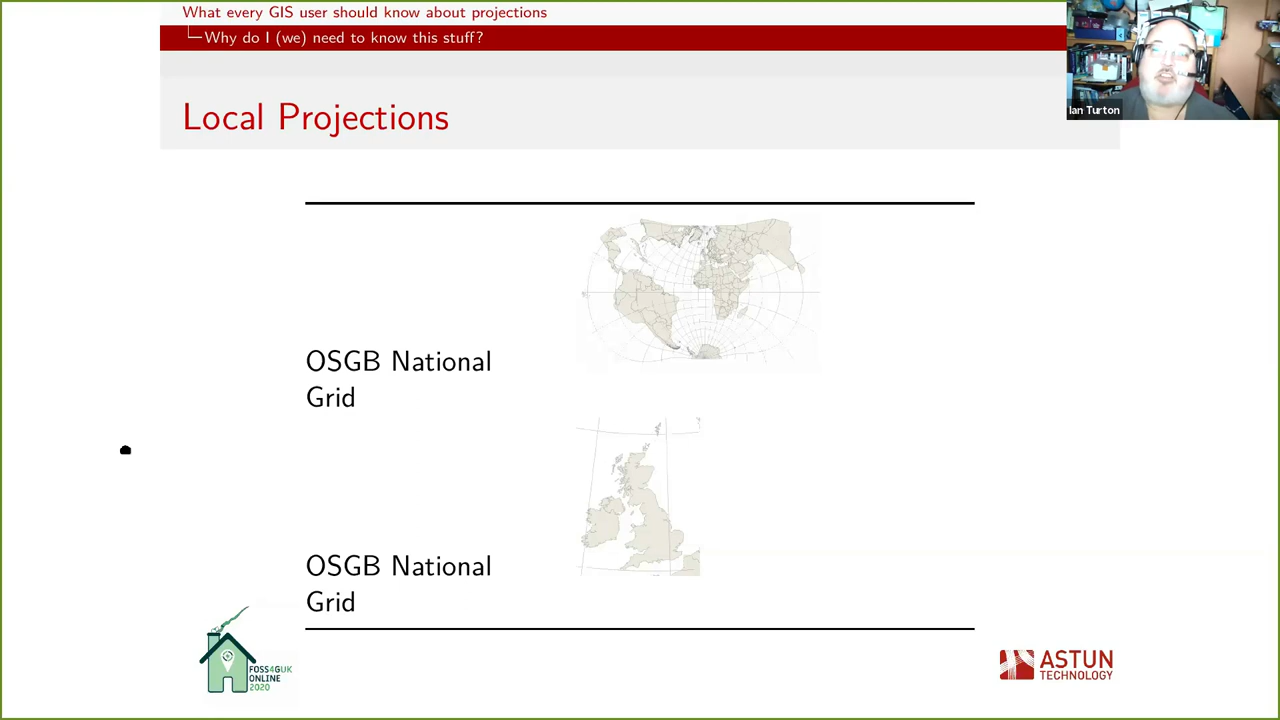 What every GIS user should know about projections
Why do I (we) need to know this stuff?
Ian Turton
Local Projections
OSGB National
Grid
OSGB National
Grid
FOSS4GUK
ONLINE
2020
ASTUN
TECHNOLOGY